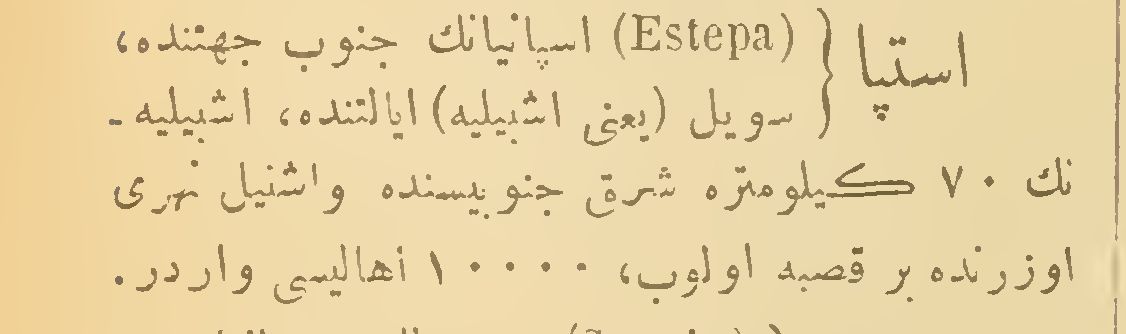 استپا { (Estepa) اسپانیانك جنوب جهتنده،
سویل (یعنی اشبیلیه) ایالتنده، اشبیلیه‌ـ
نك ۷۰ کیلومتره شرق جنوبیسنده واشنیل نهری
اوزرنده بر قصبه اولوب، ۱۰۰۰۰ اهالیسی واردر.